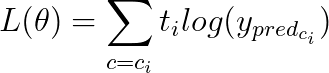 L(θ) = ∑_{c=c_i} t_i log(y_{pred_{c_i}})